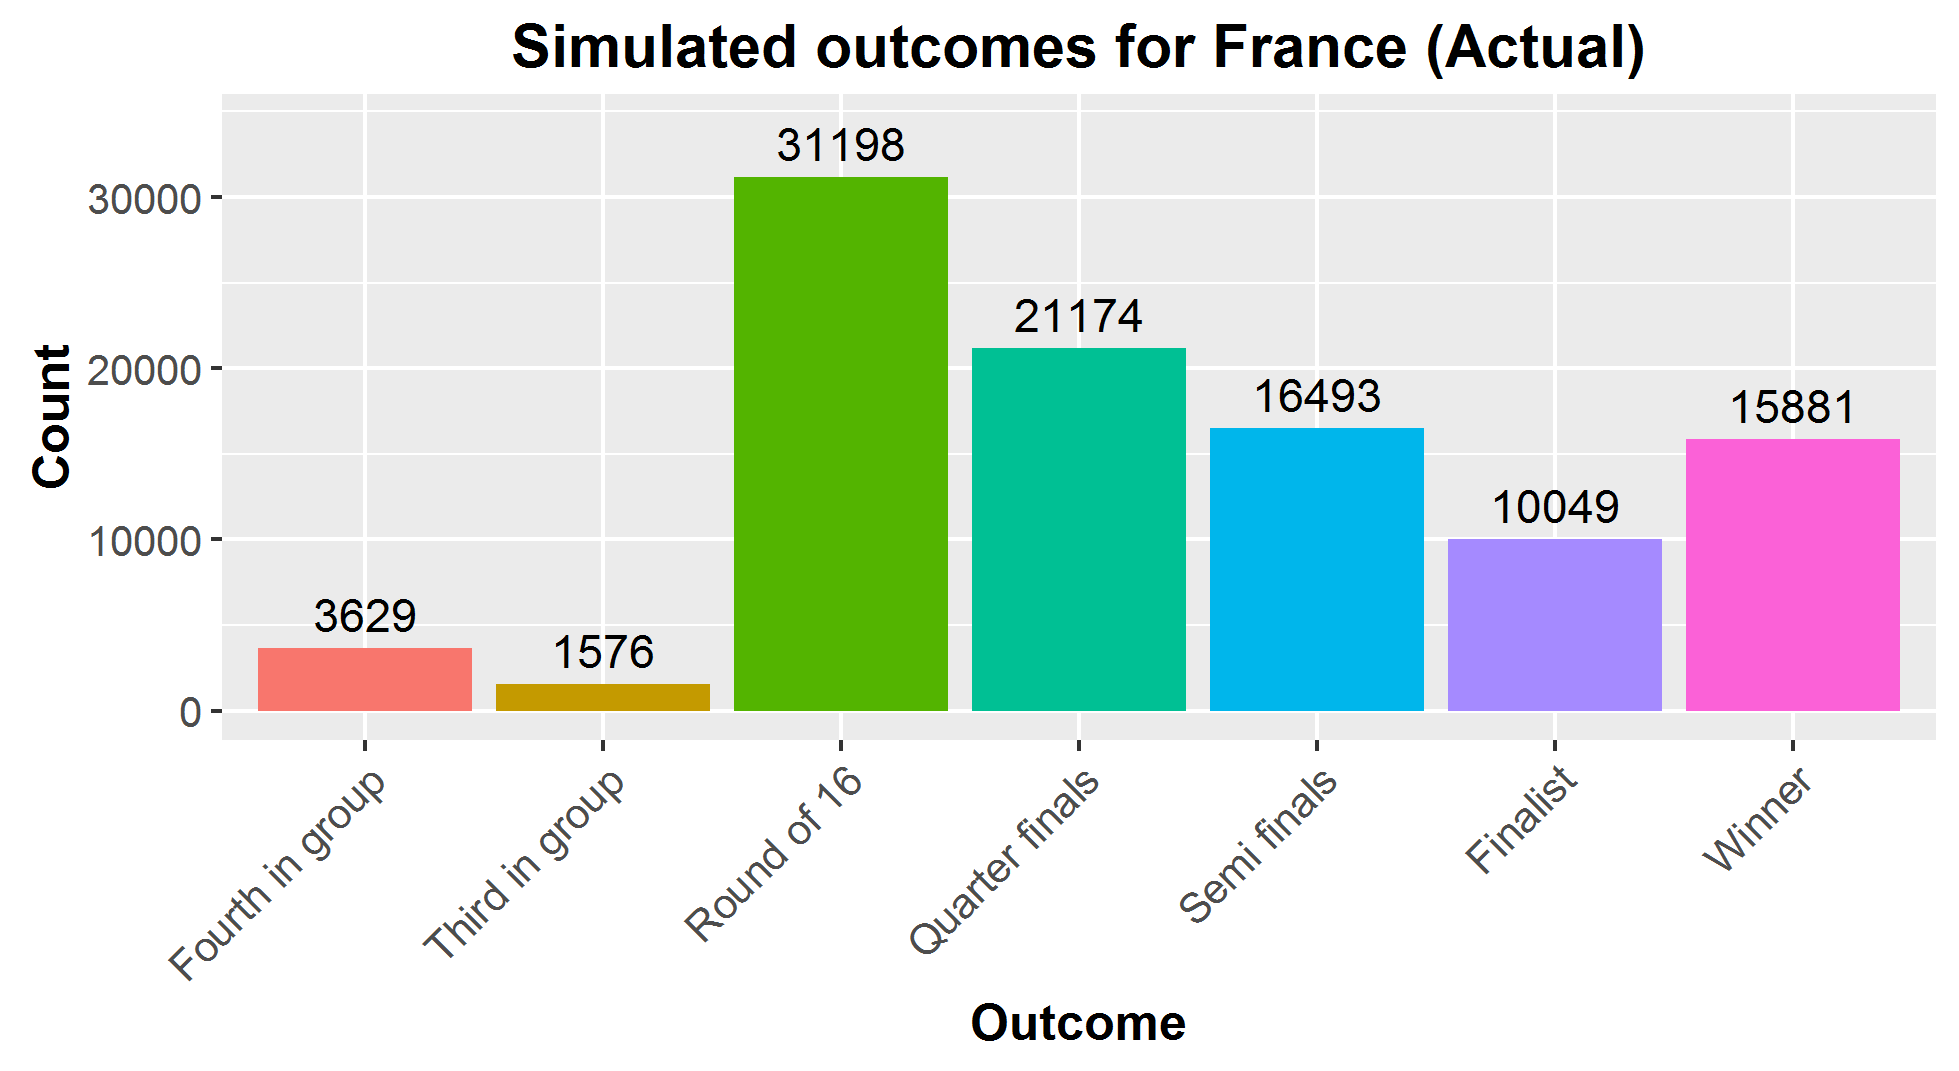 Simulated outcomes for France (Actual)
Count
30000
20000
10000
0
3629
1576
31198
21174
16493
10049
15881
Fourth in group
Third in group
Round of 16
Quarter finals
Semi finals
Finalist
Winner
Outcome